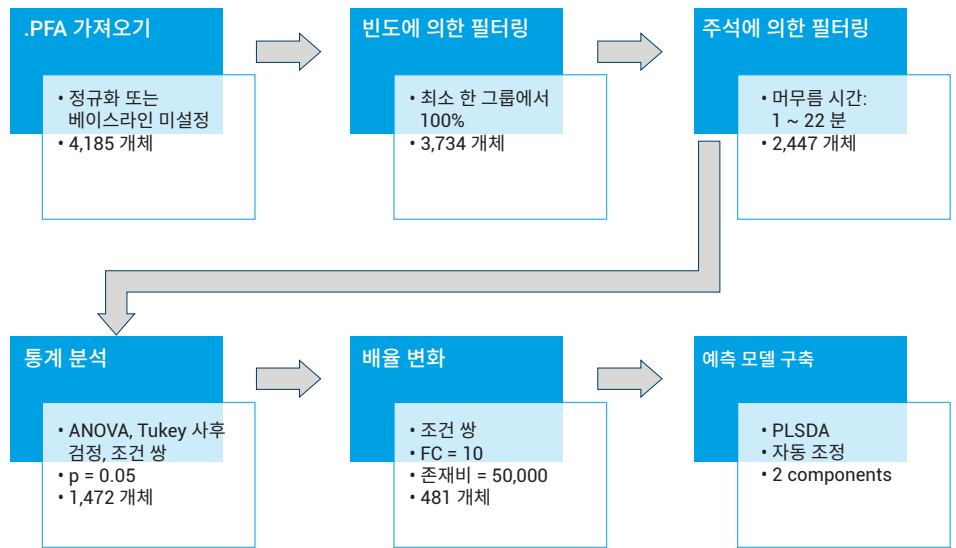 .PFA 가져오기
• 정규화 또는
베이스라인 미설정
• 4,185 개체
빈도에 의한 필터링
• 최소 한 그룹에서
100%
• 3,734 개체
주석에 의한 필터링
• 머무름 시간:
1 ~ 22 분
• 2,447 개체
통계 분석
• ANOVA, Tukey 사후
검정, 조건 쌍
• p = 0.05
• 1,472 개체
배율 변화
• 조건 쌍
• FC = 10
• 존재비 = 50,000
• 481 개체
예측 모델 구축
• PLSDA
• 자동 조정
• 2 components